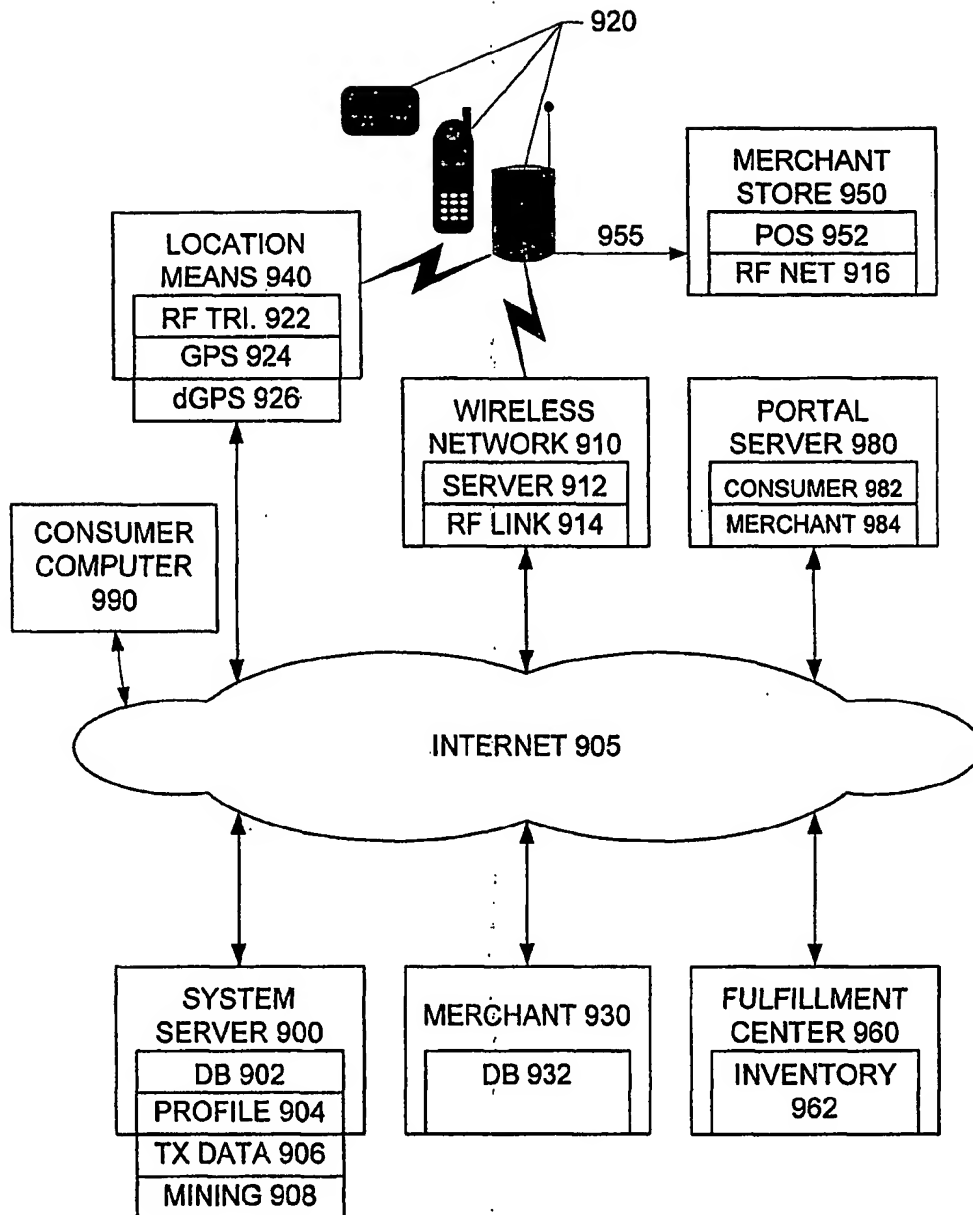 920
MERCHANT
STORE 950
POS 952
RF NET 916
955
LOCATION
MEANS 940
RF TRI. 922
GPS 924
dGPS 926
WIRELESS
NETWORK 910
SERVER 912
RF LINK 914
PORTAL
SERVER 980
CONSUMER 982
MERCHANT 984
CONSUMER
COMPUTER
990
INTERNET 905
SYSTEM
SERVER 900
DB 902
PROFILE 904
TX DATA 906
MINING 908
MERCHANT 930
DB 932
FULFILLMENT
CENTER 960
INVENTORY
962